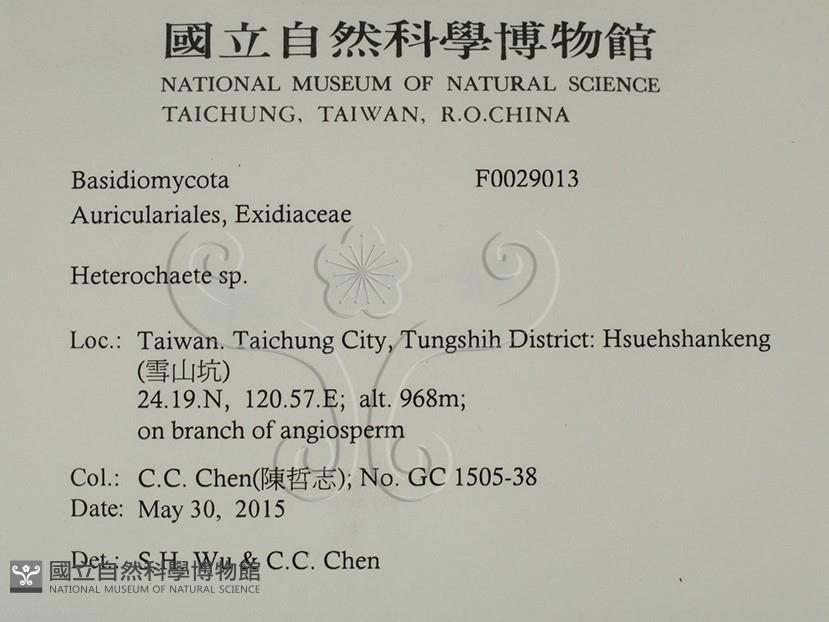 國立自然科學博物館
NATIONAL MUSEUM OF NATURAL SCIENCE
TAICHUNG, TAIWAN, R.O.CHINA
Basidiomycota F0029013
Auriculariales, Exidiaceae
Heterochaete sp.
Loc.: Taiwan. Taichung City, Tungshih District: Hsuehshankeng
(雪山坑)
24.19.N, 120.57.E; alt. 968m;
on branch of angiosperm
Col.: C.C. Chen(陳哲志); No. GC 1505-38
Date: May 30, 2015
Det.: S.H. Wu & C.C. Chen
國立自然科學博物館
NATIONAL MUSEUM OF NATURAL SCIENCE